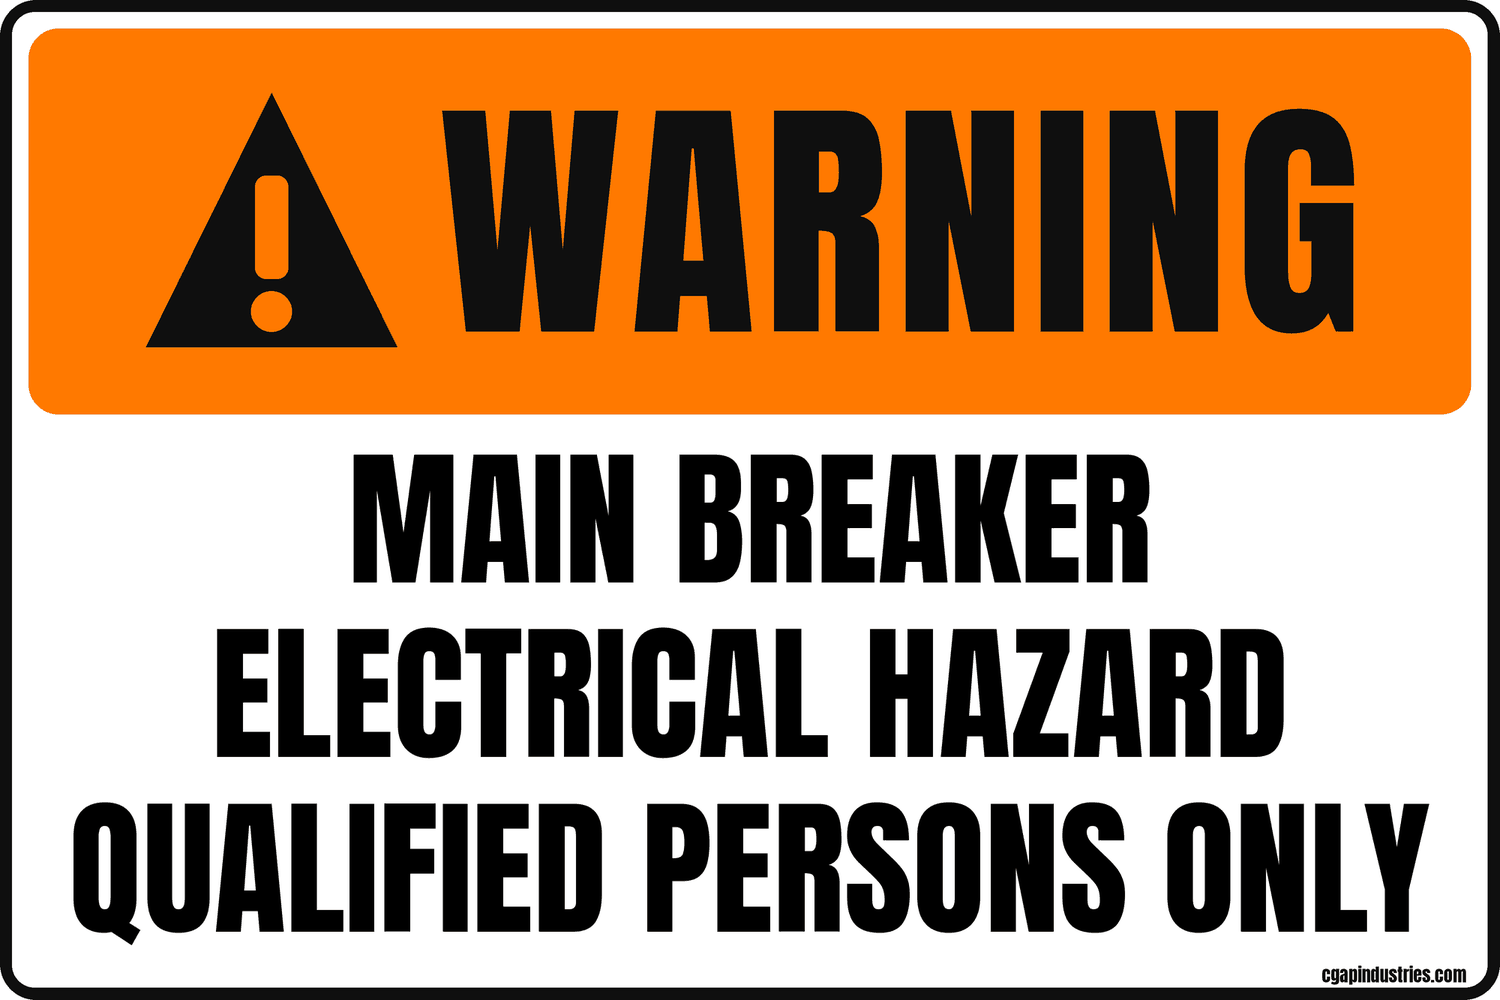 WARNING
MAIN BREAKER
ELECTRICAL HAZARD
QUALIFIED PERSONS ONLY
cgapindustries.com